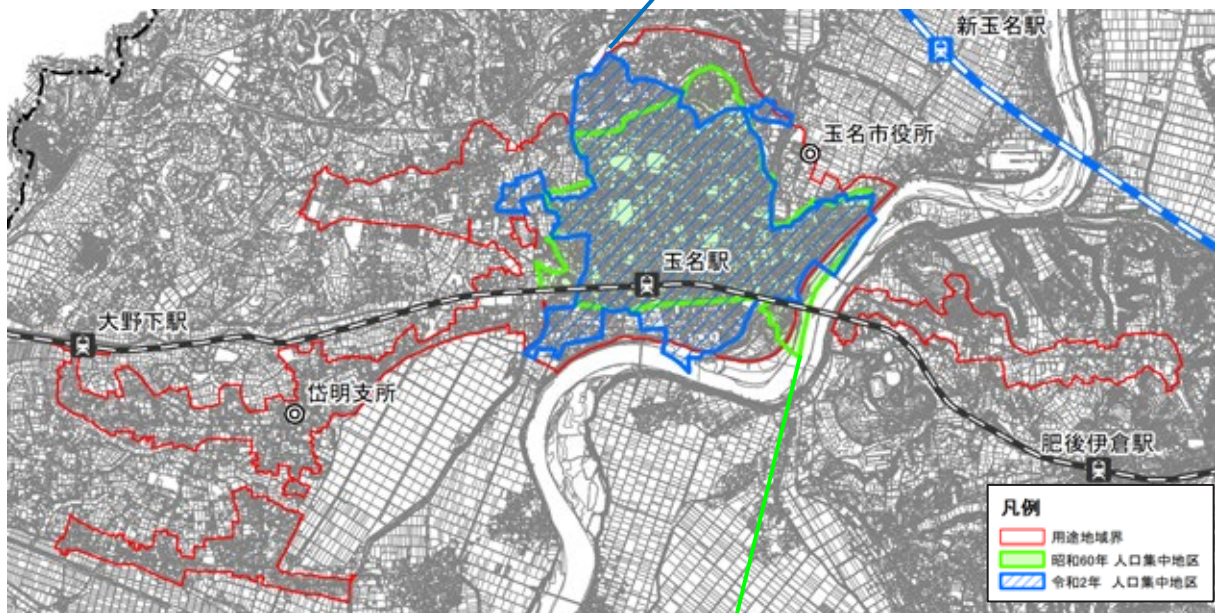 新玉名駅
玉名市役所
玉名駅
大野下駅
岱明支所
肥後伊倉駅
凡例
用途地域界
昭和60年 人口集中地区
令和2年 人口集中地区